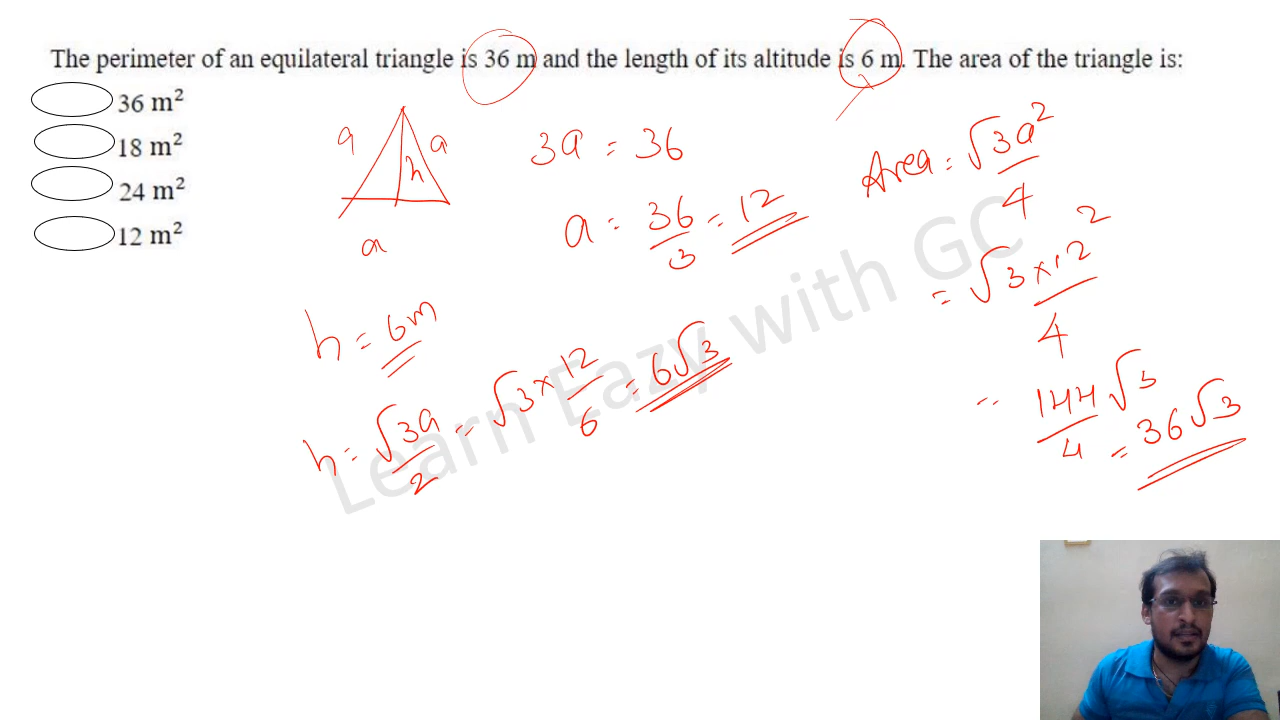 The perimeter of an equilateral triangle is 36 m and the length of its altitude is 6 m. The area of the triangle is:
36 m²
18 m²
24 m²
12 m²
a
a
h
a
3a = 36
a = 36/3 = 12
h = 6m
h = √3a/2 = √3 × 12/6 = 6√3
Area = √3a²/4
= √3 × 12²/4
= 144√3/4 = 36√3
Learn Eazy with GC